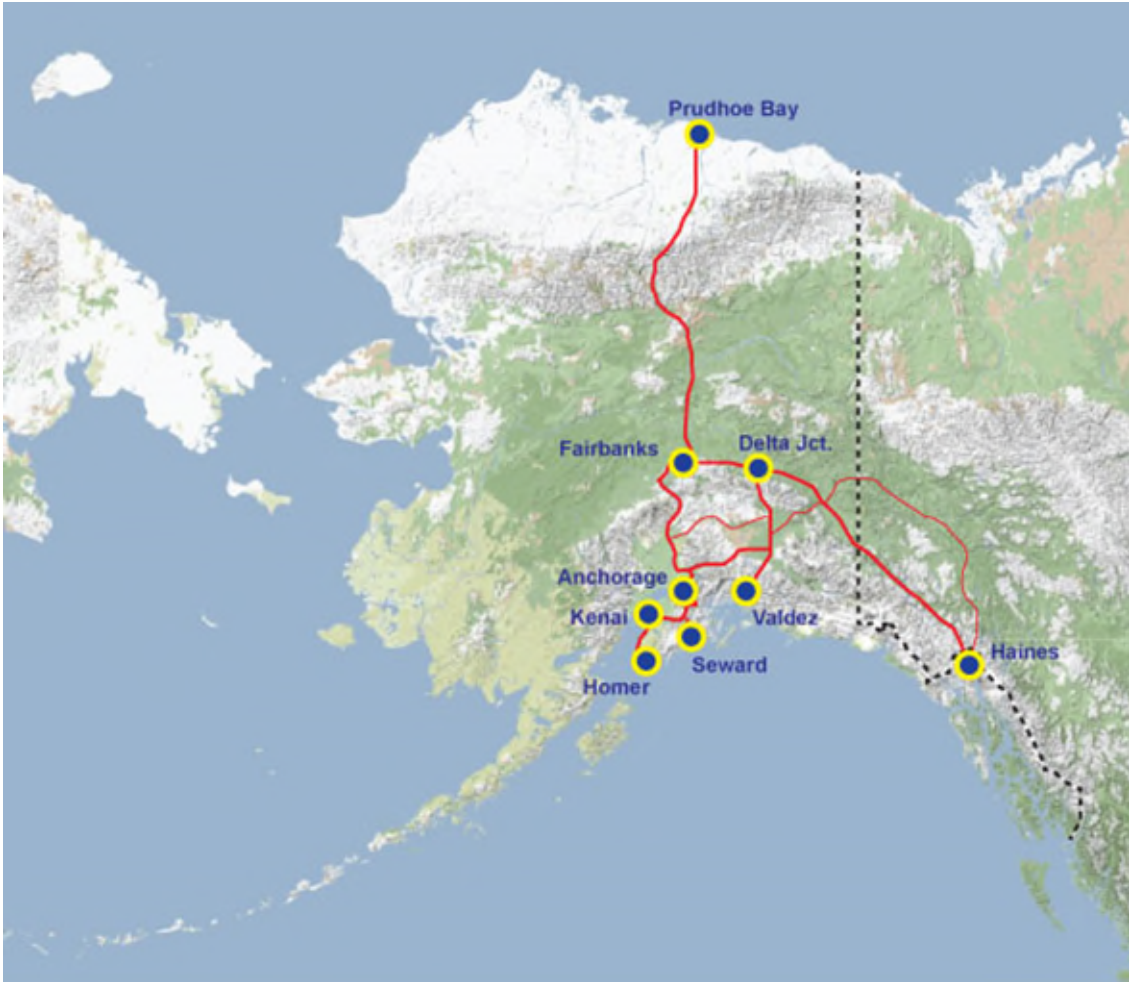 Prudhoe Bay
Fairbanks
Delta Jct.
Anchorage
Kenai
Valdez
Seward
Haines
Homer